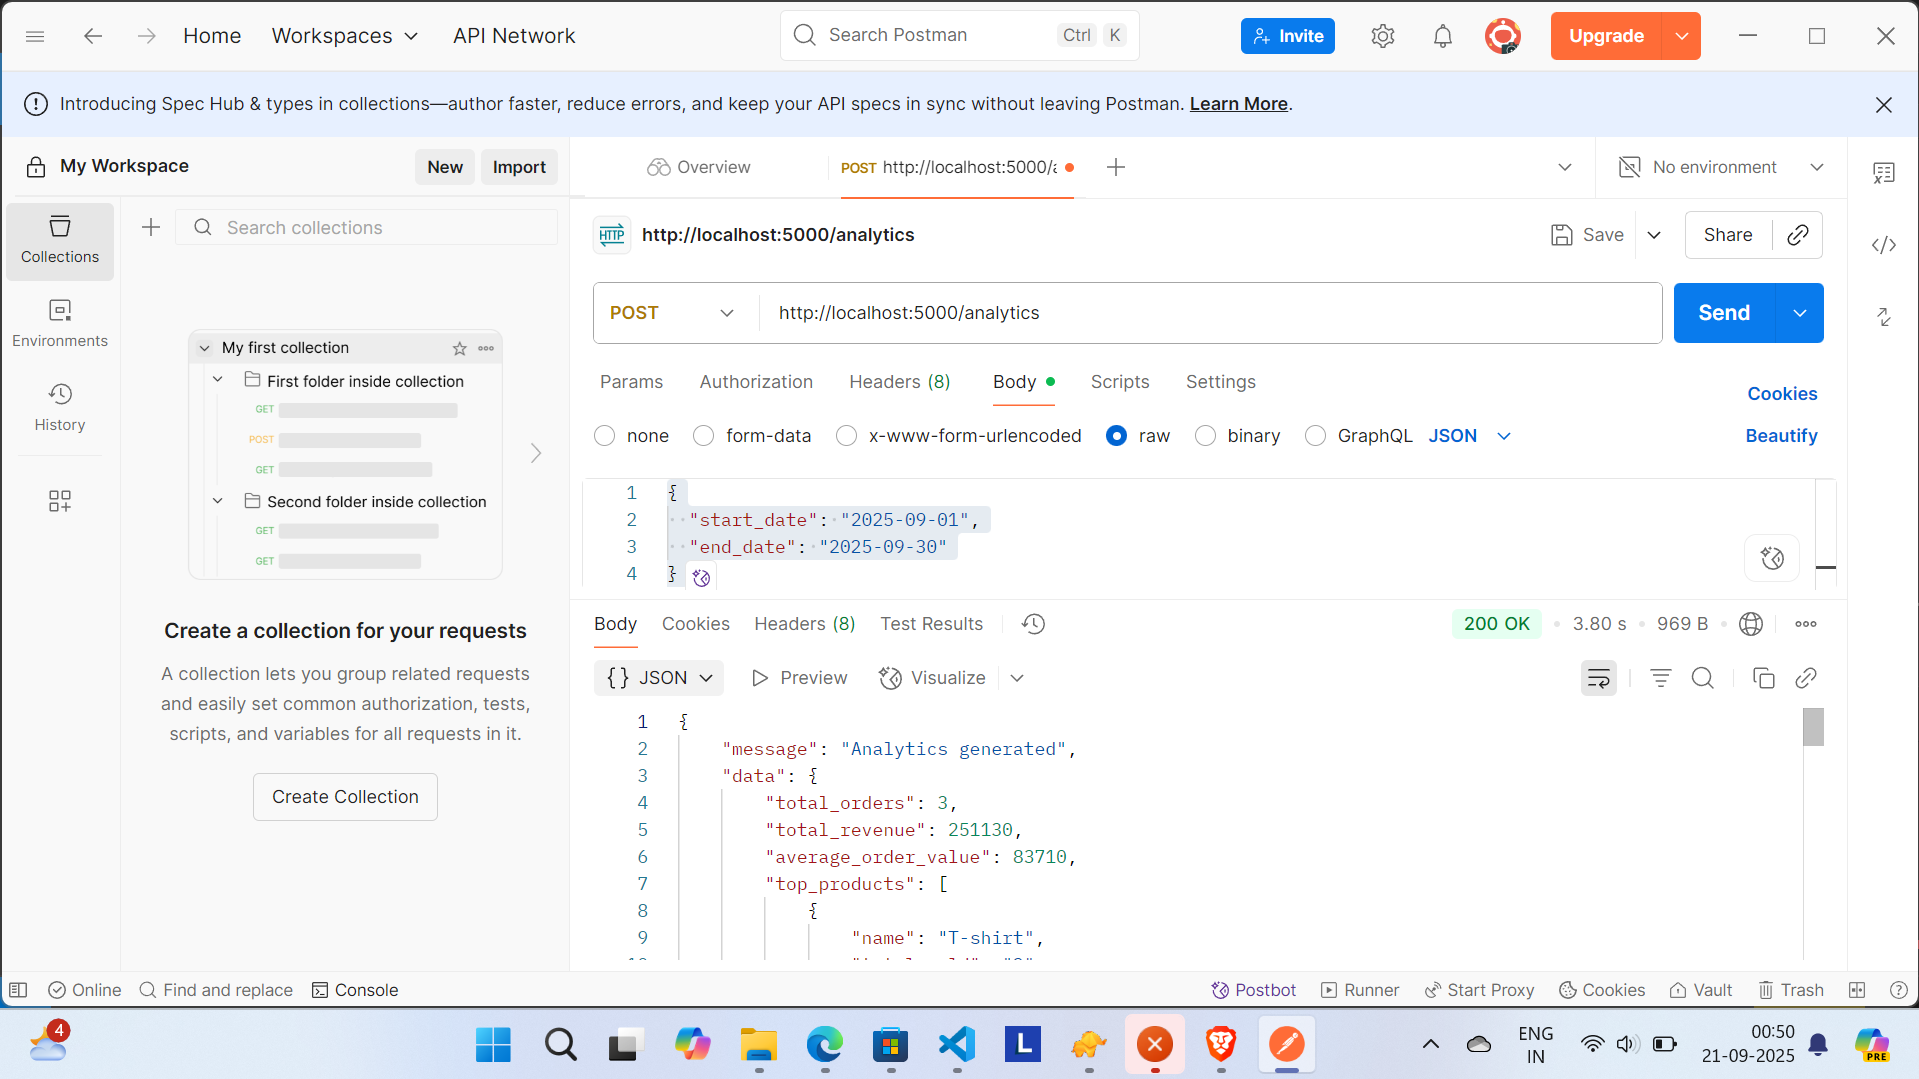 Home Workspaces API Network Search Postman Ctrl K Invite Upgrade
Introducing Spec Hub & types in collections—author faster, reduce errors, and keep your API specs in sync without leaving Postman. Learn More.
My Workspace New Import
Overview POST http://localhost:5000/ No environment
Collections
Search collections
http://localhost:5000/analytics Save Share
Environments
POST http://localhost:5000/analytics Send
History
My first collection
First folder inside collection
GET
POST
GET
Second folder inside collection
GET
GET
Create a collection for your requests
A collection lets you group related requests
and easily set common authorization, tests,
scripts, and variables for all requests in it.
Create Collection
Params Authorization Headers (8) Body Scripts Settings Cookies
none form-data x-www-form-urlencoded raw binary GraphQL JSON Beautify
1 {
2 "start_date": "2025-09-01",
3 "end_date": "2025-09-30"
4 }
Body Cookies Headers (8) Test Results 200 OK 3.80 s 969 B
{} JSON Preview Visualize
1 {
2 "message": "Analytics generated",
3 "data": {
4 "total_orders": 3,
5 "total_revenue": 251130,
6 "average_order_value": 83710,
7 "top_products": [
8 {
9 "name": "T-shirt",
Online Find and replace Console Postbot Runner Start Proxy Cookies Vault Trash
4 L ENG
IN
00:50
21-09-2025
PRE